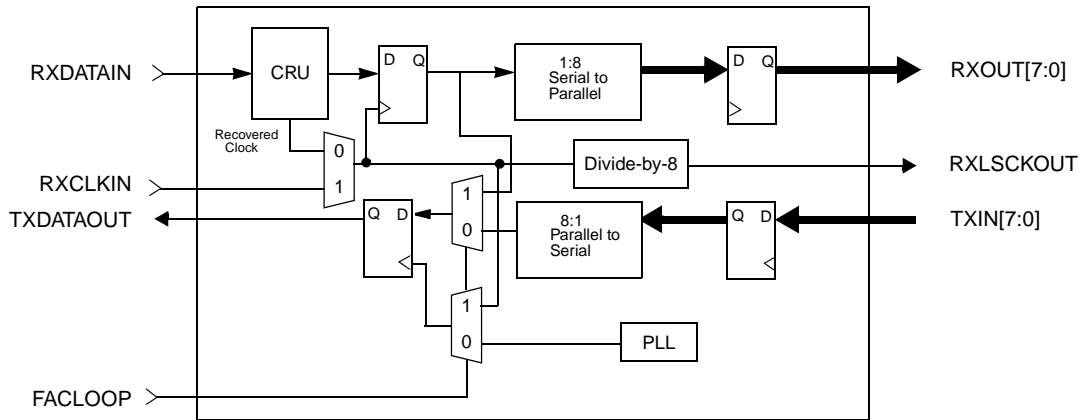 RXDATAIN
CRU
D Q
1:8
Serial to
Parallel
D Q
RXOUT[7:0]
Recovered
Clock
0
1
Divide-by-8
RXLSCKOUT
RXCLKIN
TXDATAOUT
Q D
1
0
8:1
Parallel to
Serial
Q D
TXIN[7:0]
1
0
PLL
FACLOOP